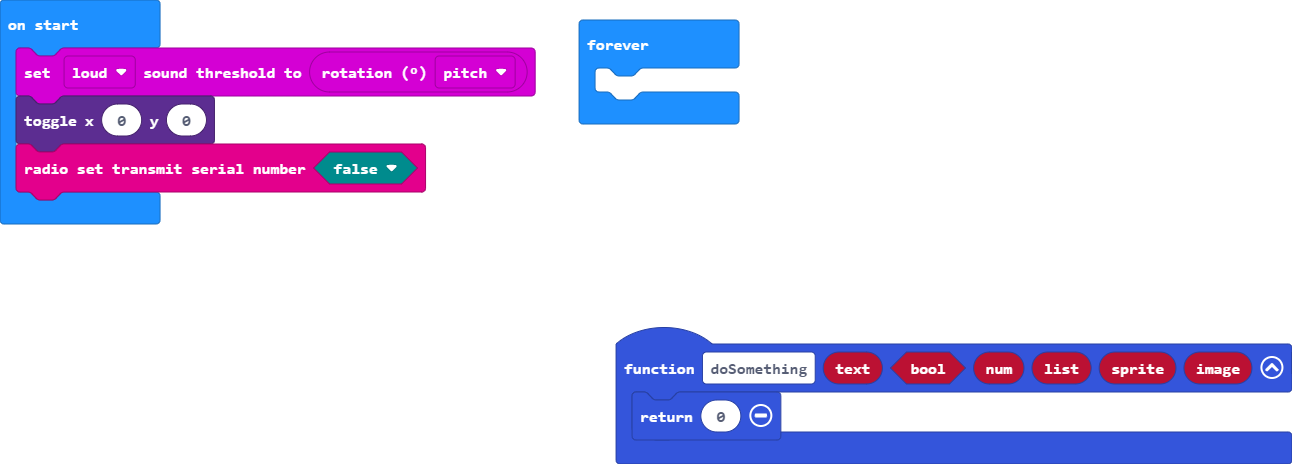 on start
set loud sound threshold to rotation (º) pitch
toggle x 0 y 0
radio set transmit serial number false
forever
function doSomething text bool num list sprite image
return 0